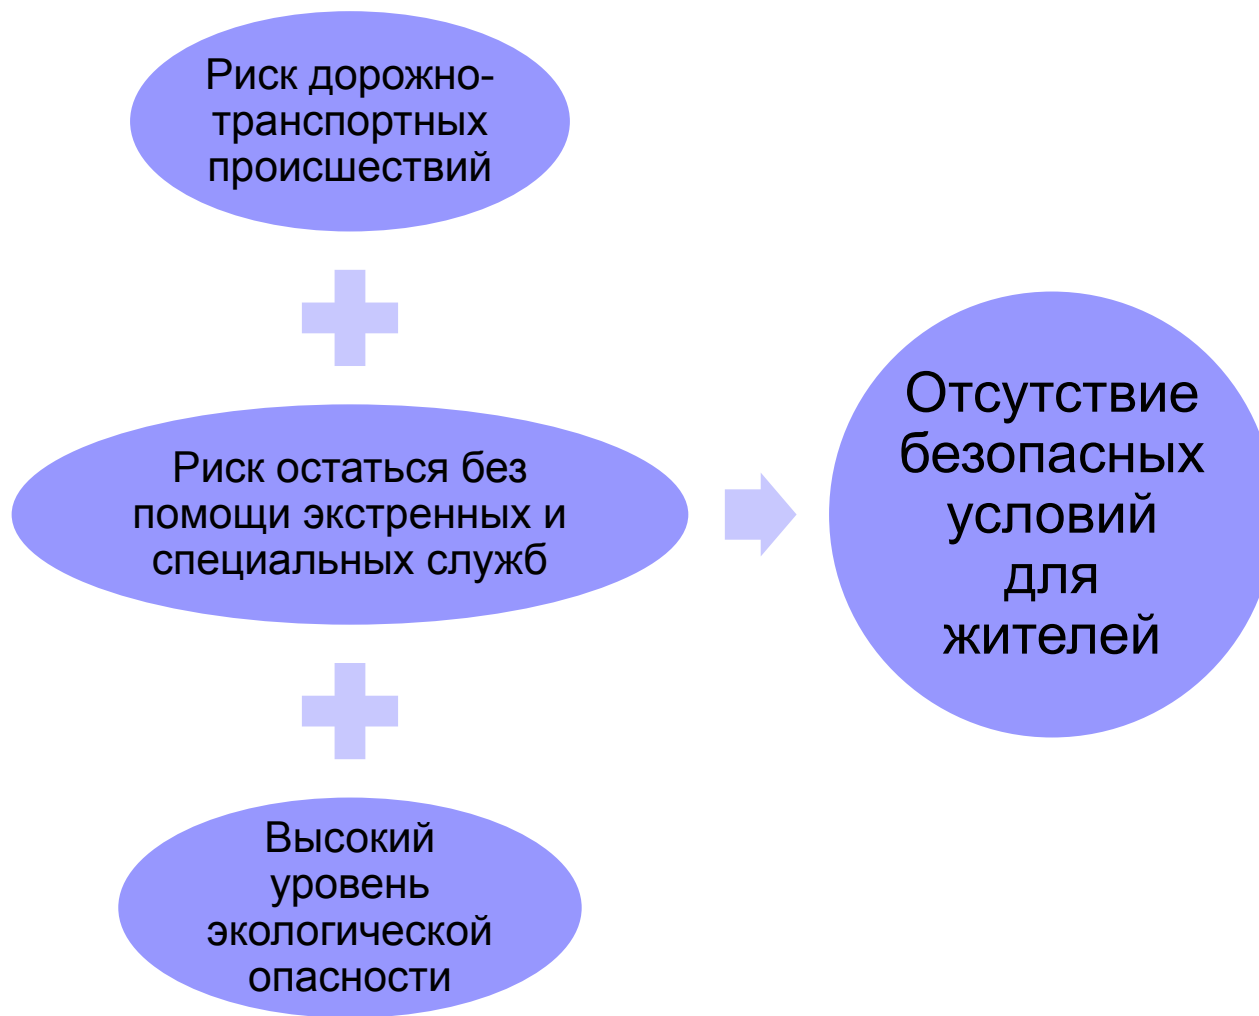 Риск дорожно-
транспортных
происшествий
Риск остаться без
помощи экстренных и
специальных служб
Высокий
уровень
экологической
опасности
Отсутствие
безопасных
условий
для
жителей